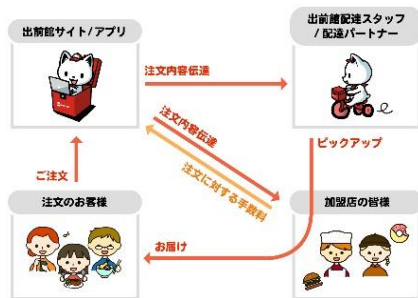 出前館サイト/アプリ
出前館配達スタッフ
/ 配達パートナー
注文内容伝達
注文内容伝達
注文に対する手数料
ピックアップ
ご注文
注文のお客様
お届け
加盟店の皆様